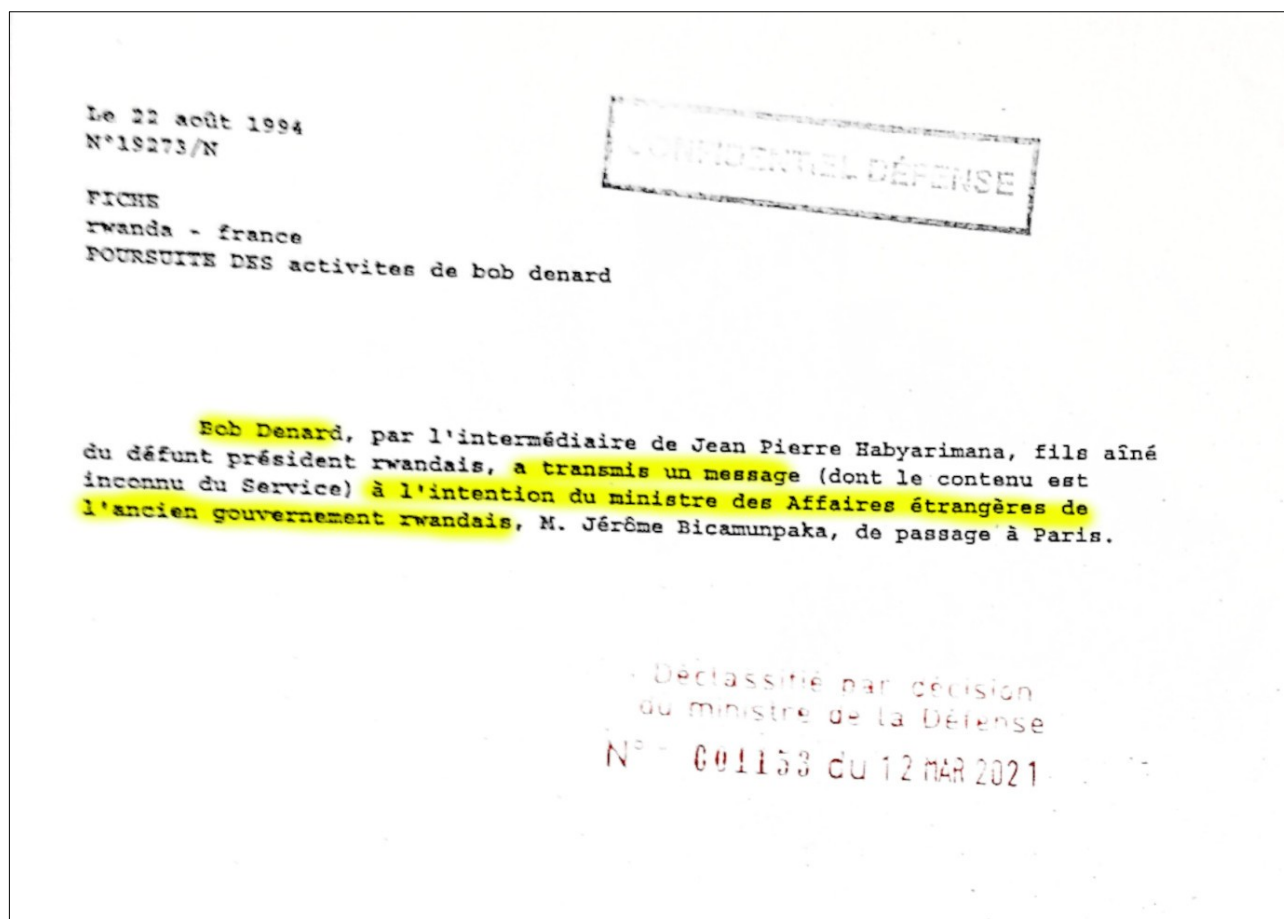 Le 22 août 1994
N°19273/N
CONFIDENTIEL DÉFENSE
FICHE
rwanda - france
POURSUITE DES activites de bob denard
Bob Denard, par l'intermédiaire de Jean Pierre Habyarimana, fils aîné
du défunt président rwandais, a transmis un message (dont le contenu est
inconnu du Service) à l'intention du ministre des Affaires étrangères de
l'ancien gouvernement rwandais, M. Jérôme Bicamunpaka, de passage à Paris.
Déclassifié par décision
du ministre de la Défense
N° 001153 du 12 MAR 2021